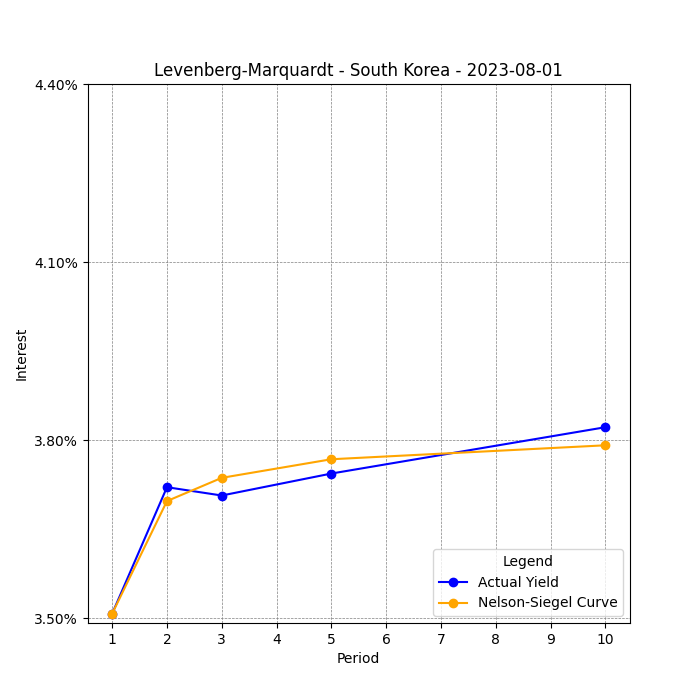 Levenberg-Marquardt - South Korea - 2023-08-01
4.40%
4.10%
3.80%
3.50%
Interest
1 2 3 4 5 6 7 8 9 10
Period
Legend
Actual Yield
Nelson-Siegel Curve